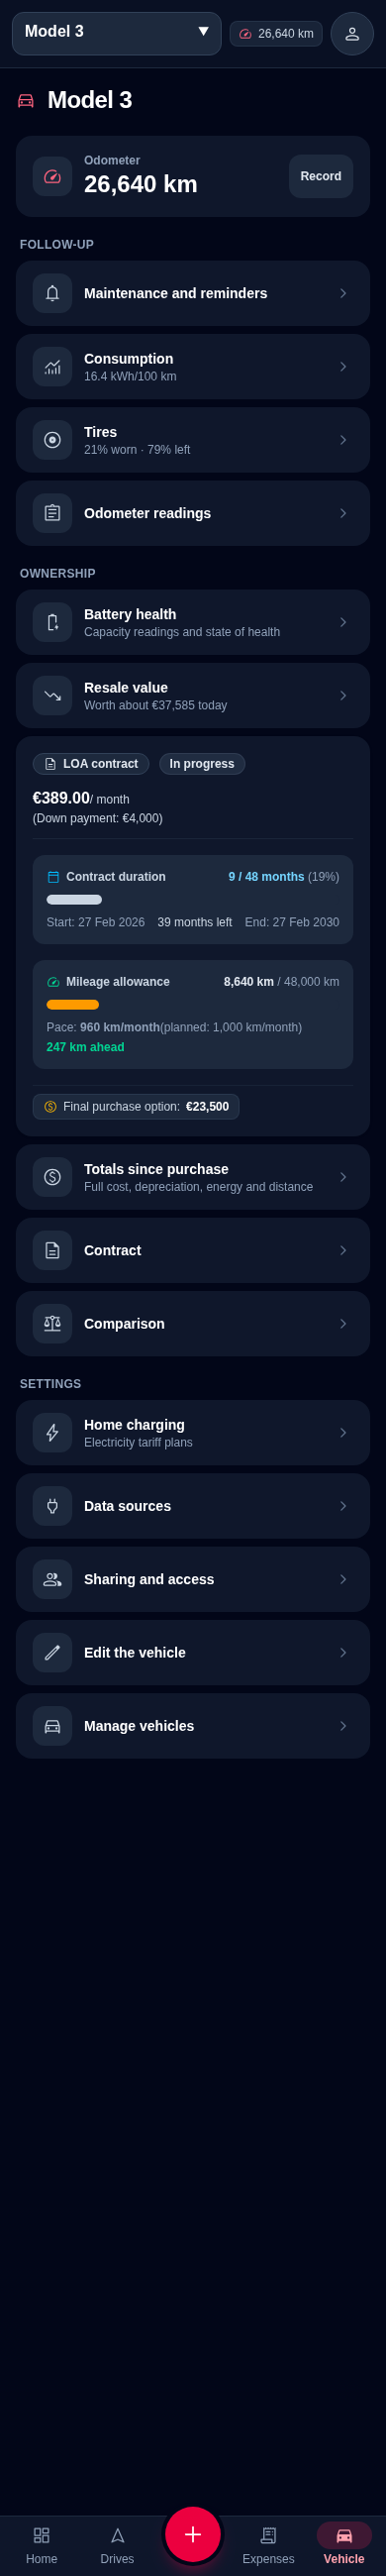 Model 3
26,640 km
Model 3
Odometer
26,640 km
Record
FOLLOW-UP
Maintenance and reminders
Consumption
16.4 kWh/100 km
Tires
21% worn · 79% left
Odometer readings
OWNERSHIP
Battery health
Capacity readings and state of health
Resale value
Worth about €37,585 today
LOA contract In progress
€389.00/ month
(Down payment: €4,000)
Contract duration 9 / 48 months (19%)
Start: 27 Feb 2026 39 months left End: 27 Feb 2030
Mileage allowance 8,640 km / 48,000 km
Pace: 960 km/month(planned: 1,000 km/month)
247 km ahead
Final purchase option: €23,500
Totals since purchase
Full cost, depreciation, energy and distance
Contract
Comparison
SETTINGS
Home charging
Electricity tariff plans
Data sources
Sharing and access
Edit the vehicle
Manage vehicles
Home Drives Expenses Vehicle